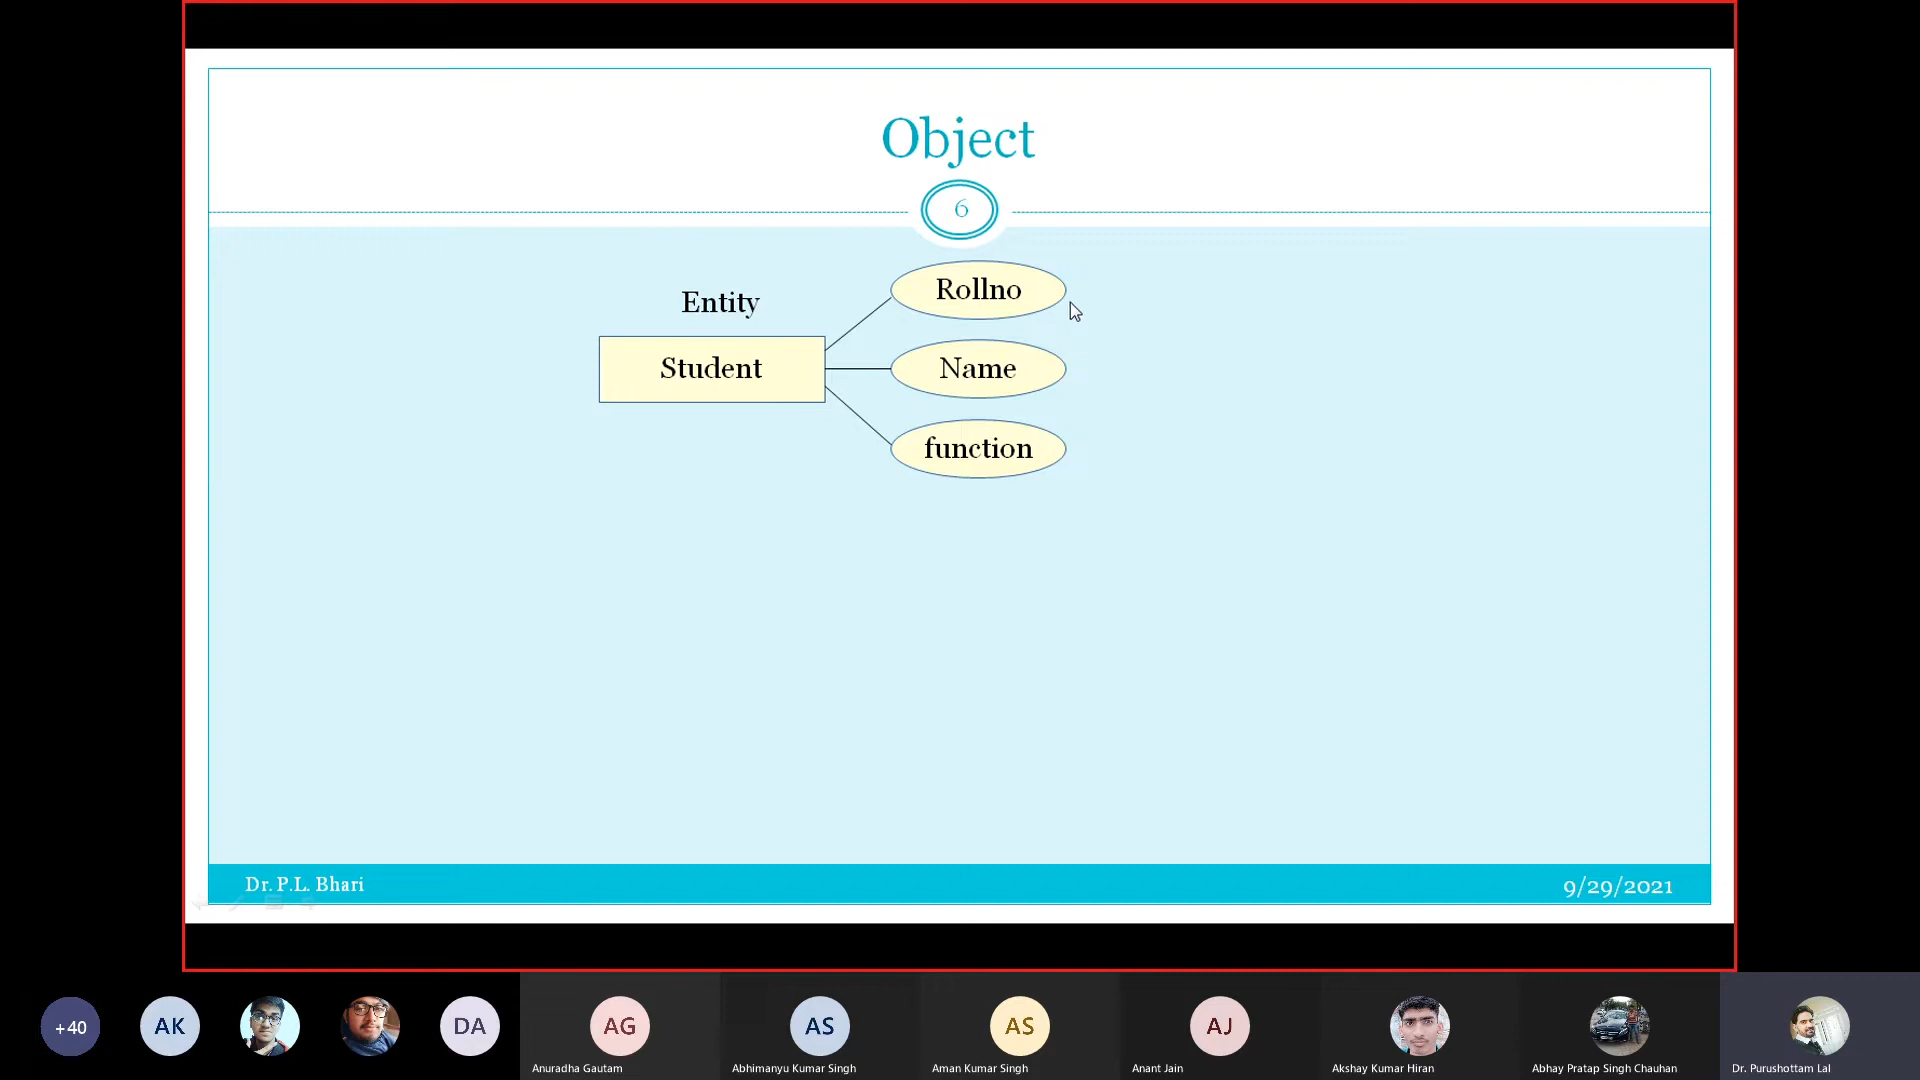 Object
6
Entity
Rollno
Student
Name
function
Dr. P.L. Bhari
9/29/2021
+40
AK
DA
AG
AS
AS
AJ
Anuradha Gautam
Abhimanyu Kumar Singh
Aman Kumar Singh
Anant Jain
Akshay Kumar Hiran
Abhay Pratap Singh Chauhan
Dr. Purushottam Lal